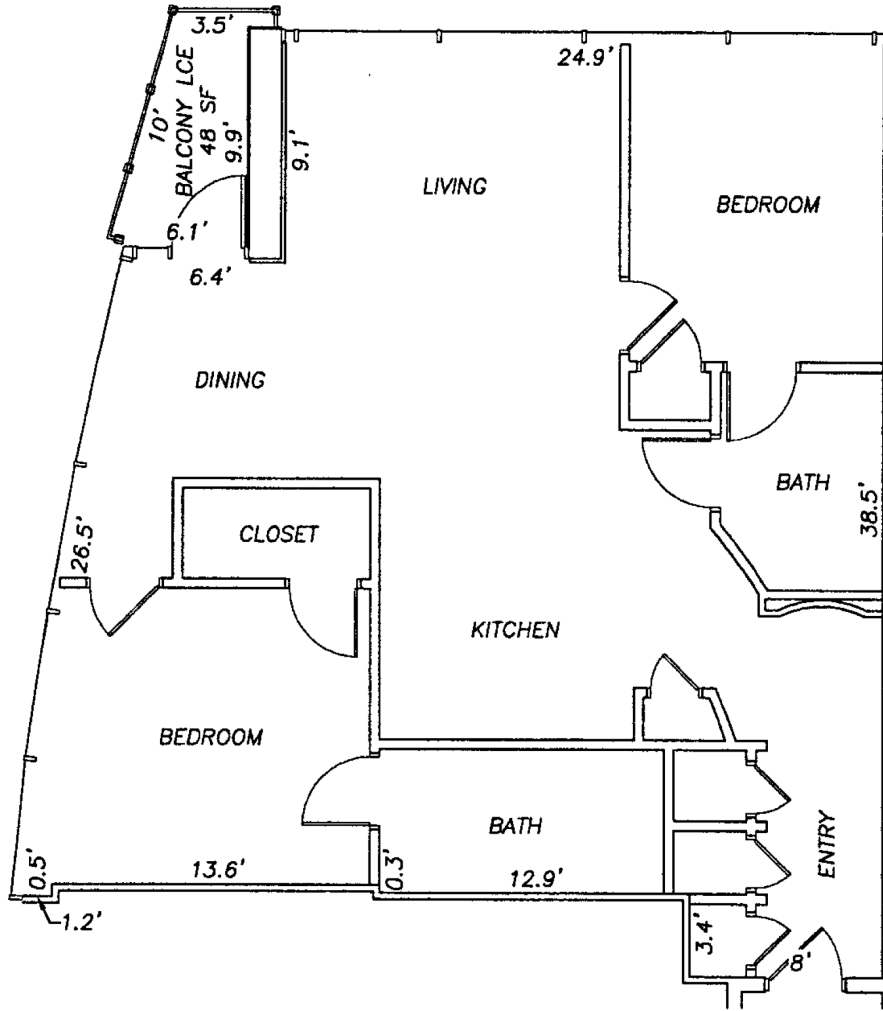 3.5'
24.9'
10'
BALCONY LCE
48 SF
9.9'
9.1'
LIVING
BEDROOM
6.1'
6.4'
DINING
BATH
38.5'
CLOSET
26.5'
KITCHEN
BEDROOM
BATH
ENTRY
0.5'
13.6'
0.3'
12.9'
1.2'
3.4'
8'